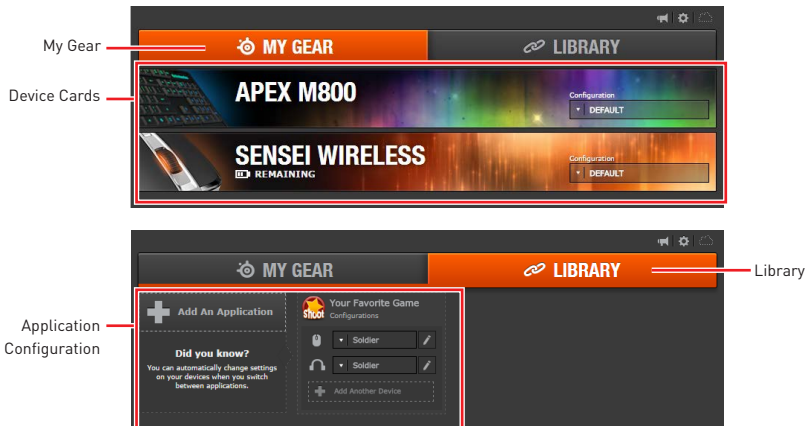 My Gear
MY GEAR
LIBRARY
Device Cards
APEX M800
Configuration
DEFAULT
SENSEI WIRELESS
REMAINING
Configuration
DEFAULT
MY GEAR
LIBRARY
Library
Application
Configuration
Add An Application
Did you know?
You can automatically change settings
on your devices when you switch
between applications.
shoot
Your Favorite Game
Configurations
Soldier
Soldier
Add Another Device